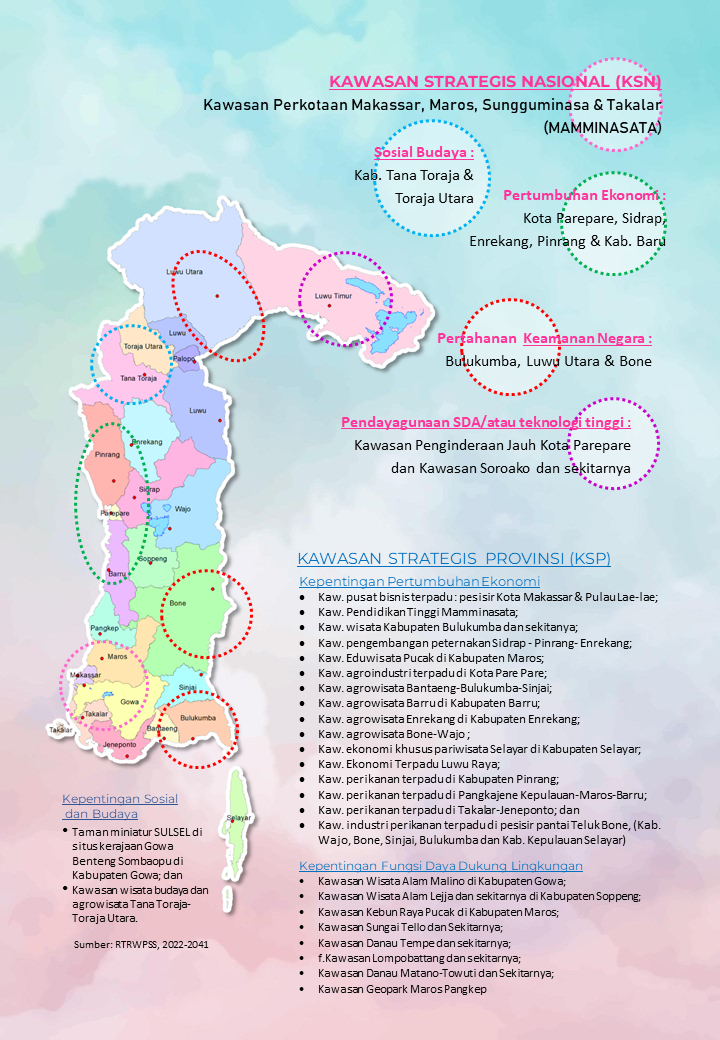 KAWASAN STRATEGIS NASIONAL (KSN)
Kawasan Perkotaan Makassar, Maros, Sungguminasa & Takalar
(MAMMINASATA)
Sosial Budaya :
Kab. Tana Toraja &
Toraja Utara
Pertumbuhan Ekonomi :
Kota Parepare, Sidrap,
Enrekang, Pinrang & Kab. Baru
Pertahanan Keamanan Negara :
Bulukumba, Luwu Utara & Bone
Pendayagunaan SDA/atau teknologi tinggi :
Kawasan Penginderaan Jauh Kota Parepare
dan Kawasan Soroako dan sekitarnya
Luwu Utara
Luwu Timur
Luwu
Toraja Utara
Palopo
Tana Toraja
Luwu
Enrekang
Pinrang
Sidrap
Wajo
Parepare
Soppeng
Barru
Bone
Pangkep
Maros
Makassar
Sinjai
Gowa
Takalar
Bulukumba
Takalar
Bantaeng
Jeneponto
Selayar
KAWASAN STRATEGIS PROVINSI (KSP)
Kepentingan Pertumbuhan Ekonomi
• Kaw. pusat bisnis terpadu : pesisir Kota Makassar & Pulau Lae-lae;
• Kaw. Pendidikan Tinggi Mamminasata;
• Kaw. wisata Kabupaten Bulukumba dan sekitanya;
• Kaw. pengembangan peternakan Sidrap - Pinrang- Enrekang;
• Kaw. Eduwisata Pucak di Kabupaten Maros;
• Kaw. agroindustri terpadu di Kota Pare Pare;
• Kaw. agrowisata Bantaeng-Bulukumba-Sinjai;
• Kaw. agrowisata Barru di Kabupaten Barru;
• Kaw. agrowisata Enrekang di Kabupaten Enrekang;
• Kaw. agrowisata Bone-Wajo ;
• Kaw. ekonomi khusus pariwisata Selayar di Kabupaten Selayar;
• Kaw. Ekonomi Terpadu Luwu Raya;
• Kaw. perikanan terpadu di Kabupaten Pinrang;
• Kaw. perikanan terpadu di Pangkajene Kepulauan-Maros-Barru;
• Kaw. perikanan terpadu di Takalar-Jeneponto; dan
• Kaw. industri perikanan terpadu di pesisir pantai Teluk Bone, (Kab.
Wajo, Bone, Sinjai, Bulukumba dan Kab. Kepulauan Selayar)
Kepentingan Fungsi Daya Dukung Lingkungan
• Kawasan Wisata Alam Malino di Kabupaten Gowa;
• Kawasan Wisata Alam Lejja dan sekitarnya di Kabupaten Soppeng;
• Kawasan Kebun Raya Pucak di Kabupaten Maros;
• Kawasan Sungai Tello dan Sekitarnya;
• Kawasan Danau Tempe dan sekitarnya;
• f.Kawasan Lompobattang dan sekitarnya;
• Kawasan Danau Matano-Towuti dan Sekitarnya;
• Kawasan Geopark Maros Pangkep
Kepentingan Sosial
dan Budaya
• Taman miniatur SULSEL di
situs kerajaan Gowa
Benteng Sombaopu di
Kabupaten Gowa; dan
• Kawasan wisata budaya dan
agrowisata Tana Toraja-
Toraja Utara.
Sumber: RTRWPSS, 2022-2041